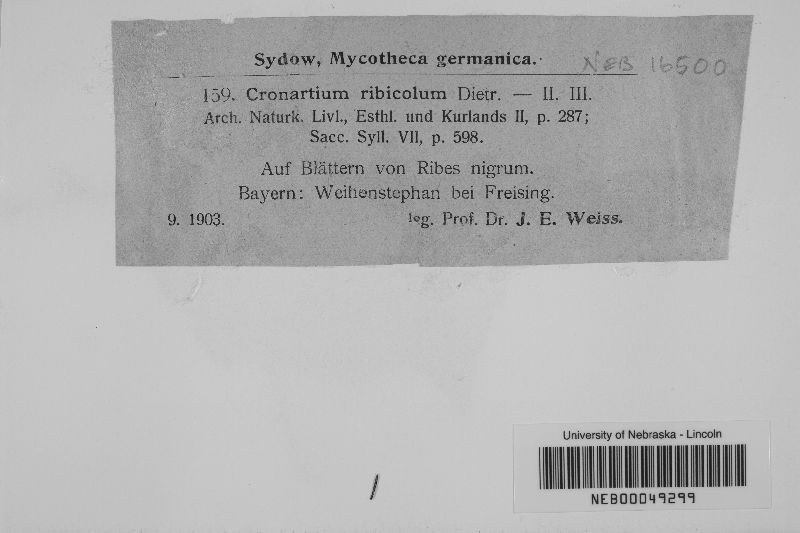 Sydow, Mycotheca germanica. NEB 16500
159. Cronartium ribicolum Dietr. — II. III.
Arch. Naturk. Livl., Esthl. und Kurlands II, p. 287;
Sacc. Syll. VII, p. 598.
Auf Blättern von Ribes nigrum.
Bayern: Weihenstephan bei Freising.
9. 1903. leg. Prof. Dr. J. E. Weiss.
University of Nebraska - Lincoln
NEB00049299
/